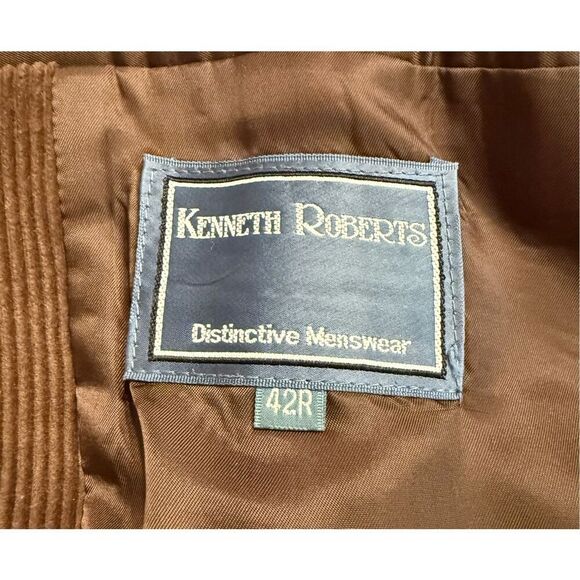 KENNETH ROBERTS
Distinctive Menswear
42R